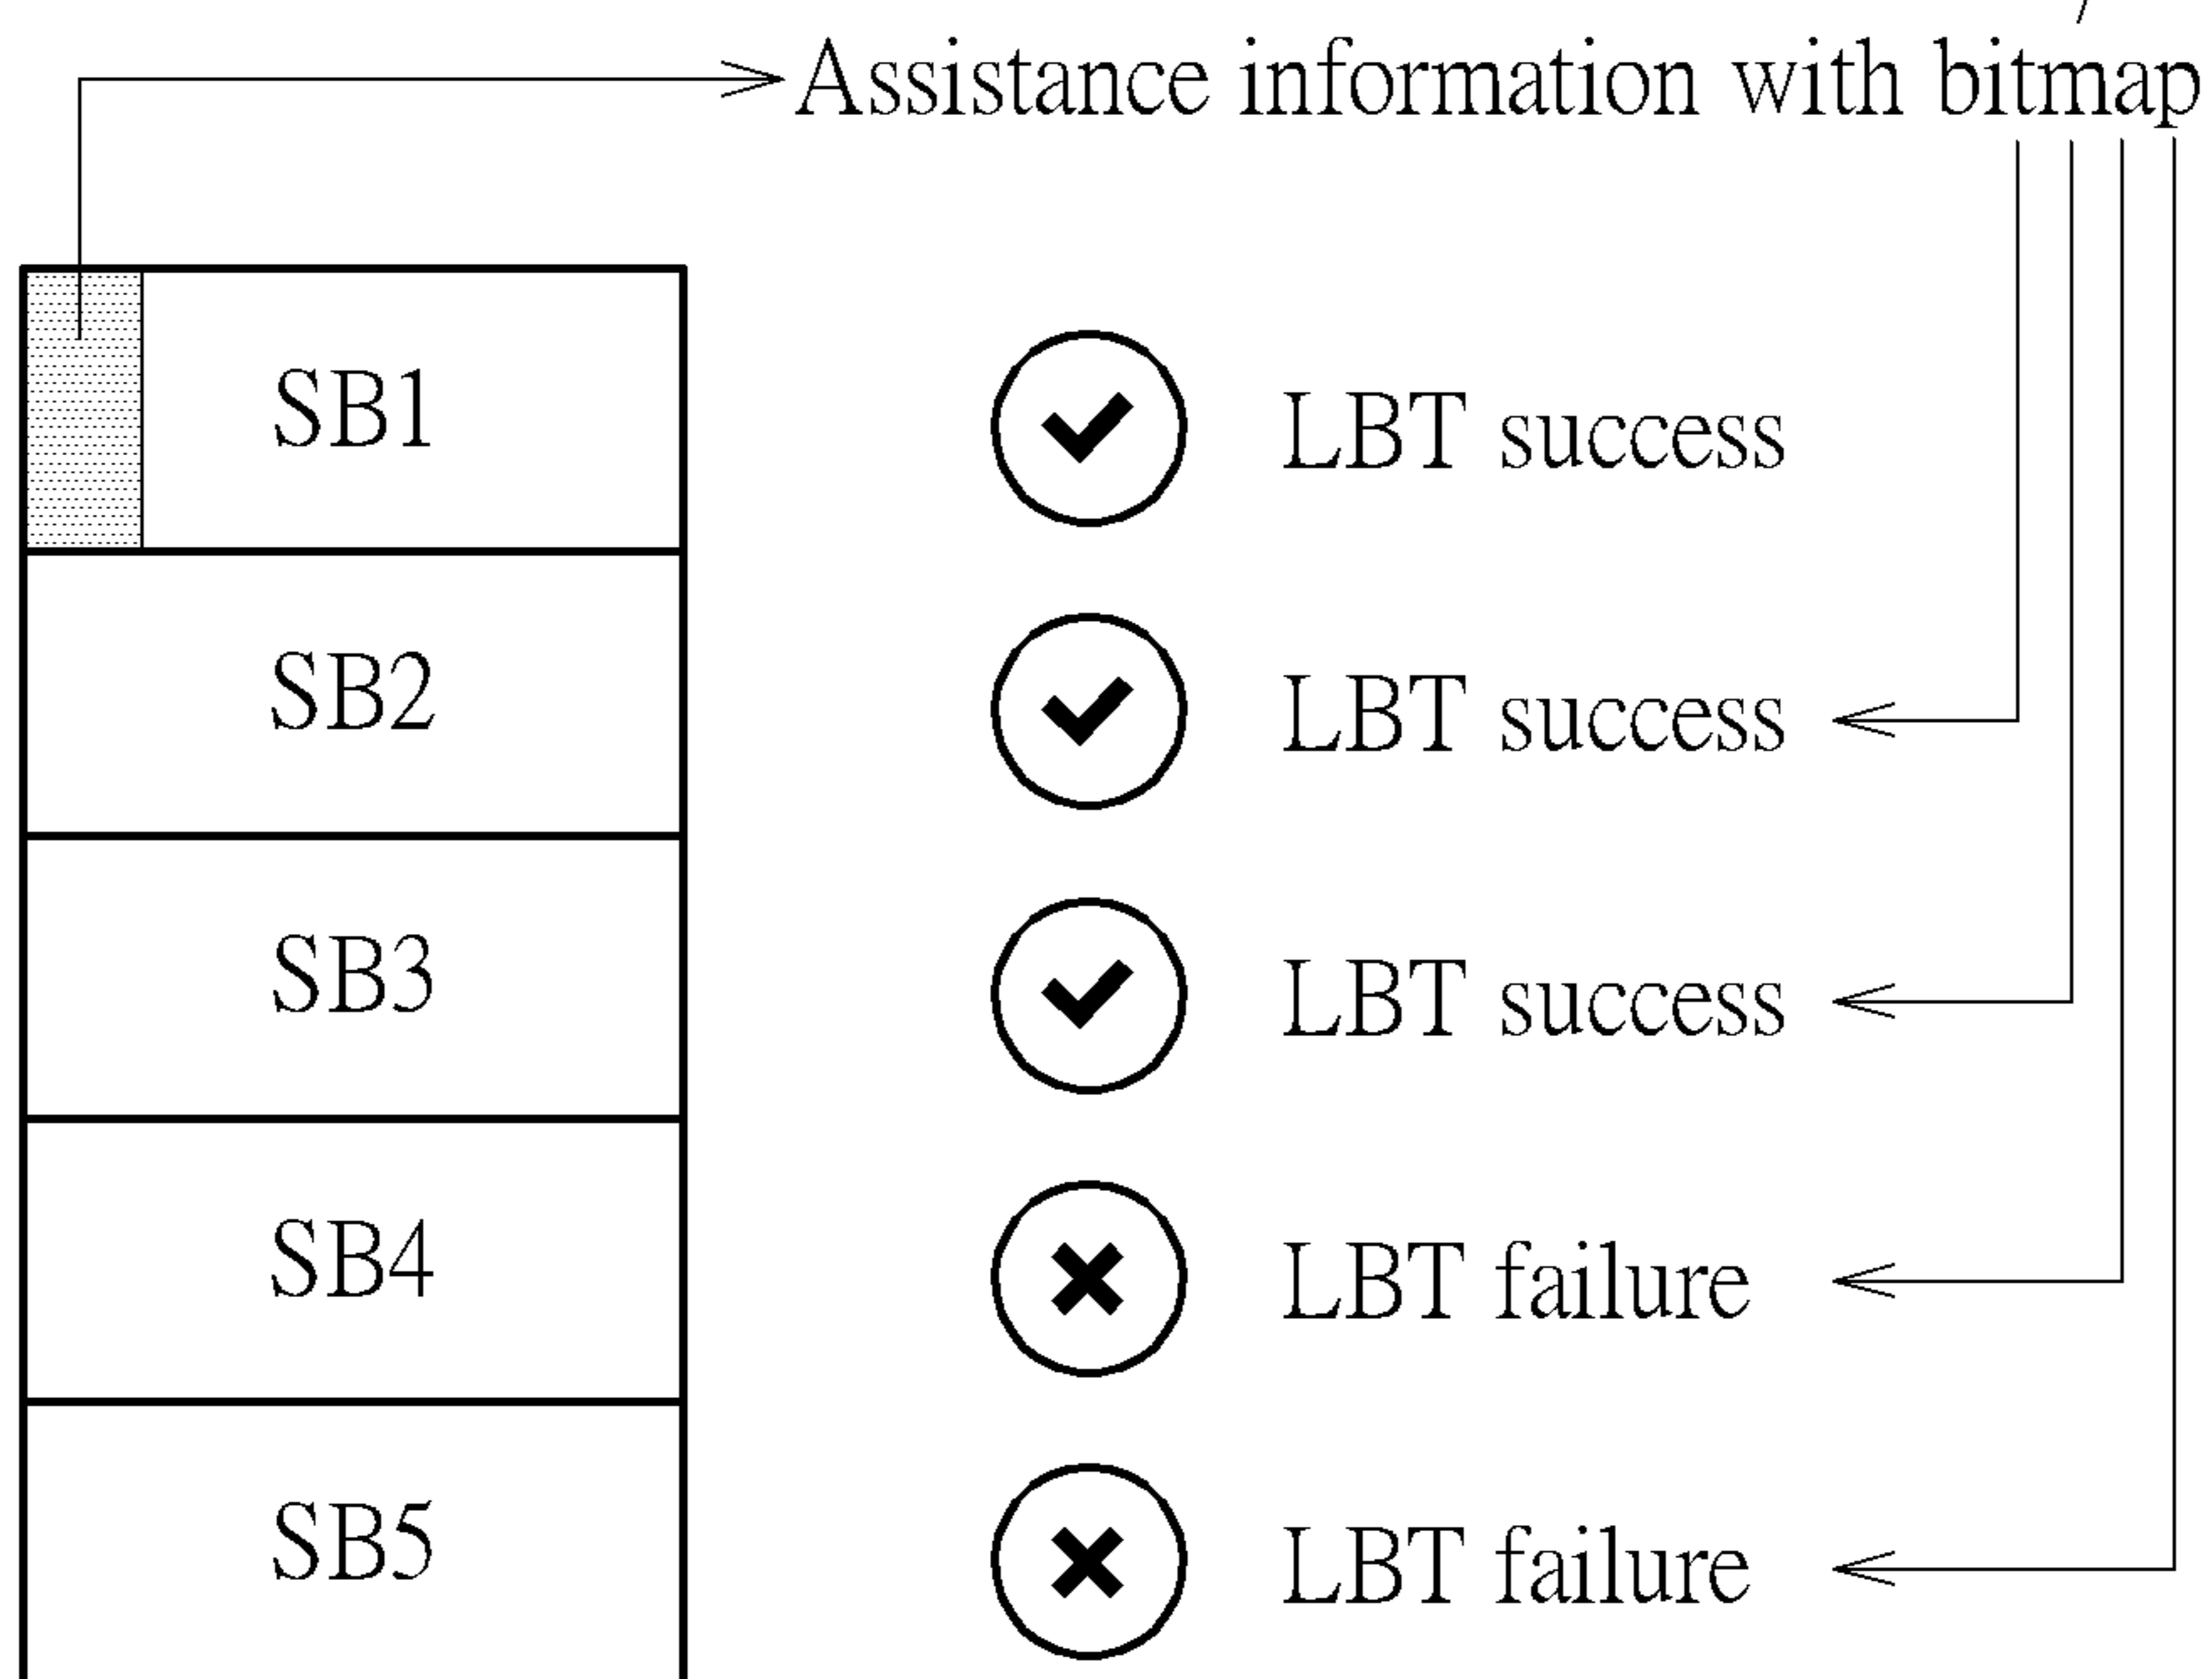 Assistance information with bitmap
SB1 LBT success
SB2 LBT success
SB3 LBT success
SB4 LBT failure
SB5 LBT failure